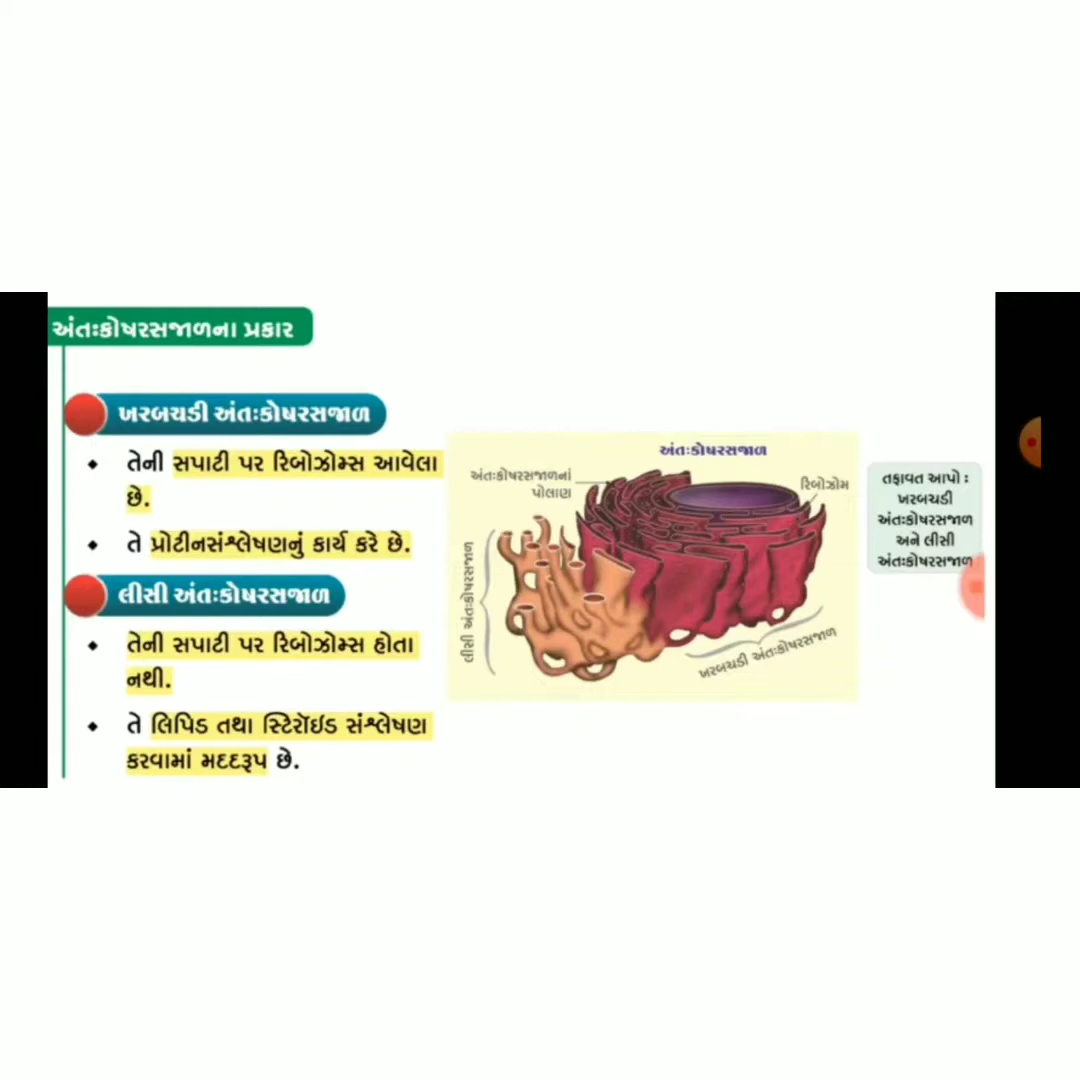 અંતઃકોષરસજાળના પ્રકાર
ખરબચડી અંતઃકોષરસજાળ
તેની સપાટી પર રિબોઝોમ્સ આવેલા
છે.
તે પ્રોટીનસંશ્લેષણનું કાર્ય કરે છે.
લીસી અંતઃકોષરસજાળ
તેની સપાટી પર રિબોઝોમ્સ હોતા
નથી.
તે લિપિડ તથા સ્ટિરૉઇડ સંશ્લેષણ
કરવામાં મદદરૂપ છે.
અંતઃકોષરસજાળ
અંતઃકોષરસજાળનાં
પોલાણ
રિબોઝોમ
લીસી અંતઃકોષરસજાળ
ખરબચડી અંતઃકોષરસજાળ
તફાવત આપો :
ખરબચડી
અંતઃકોષરસજાળ
અને લીસી
અંતઃકોષરસજાળ